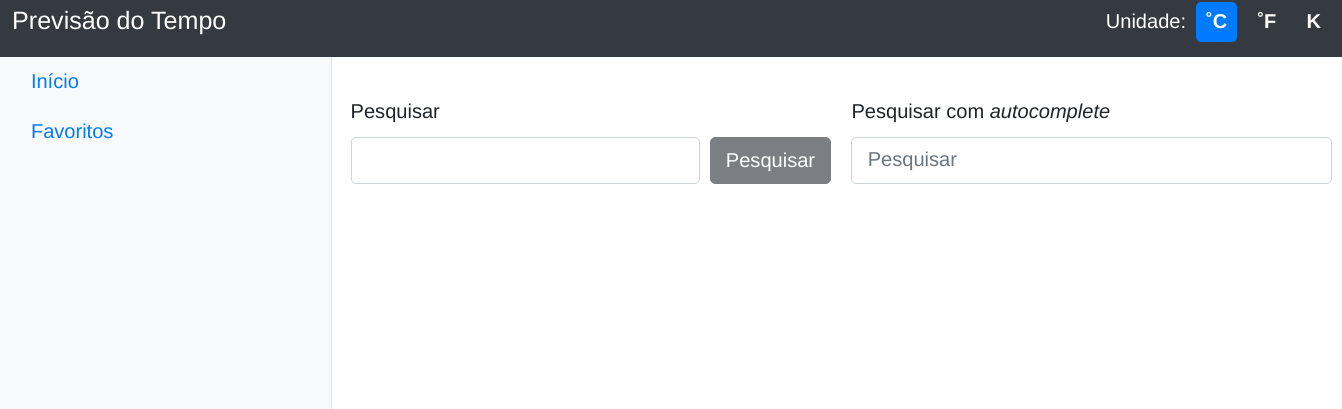 Previsão do Tempo
Unidade: °C °F K
Início
Favoritos
Pesquisar
Pesquisar
Pesquisar com autocomplete
Pesquisar